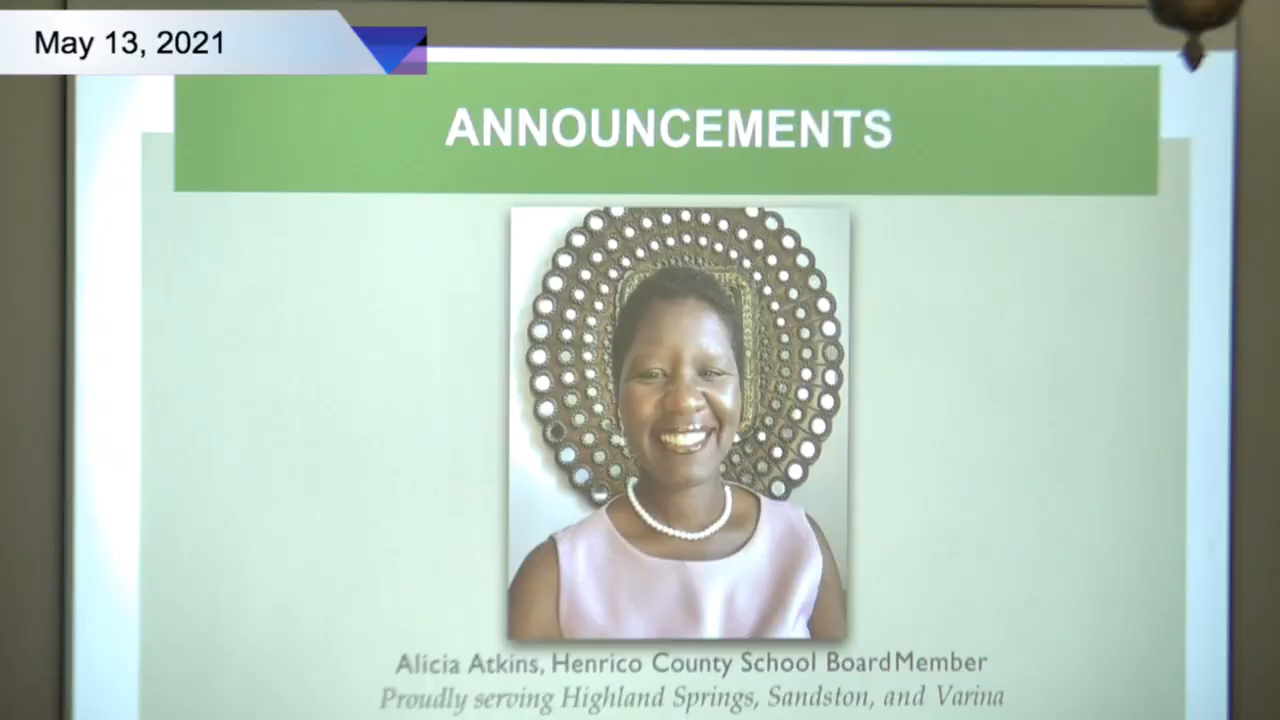 May 13, 2021
ANNOUNCEMENTS
Alicia Atkins, Henrico County School Board Member
Proudly serving Highland Springs, Sandston, and Varina